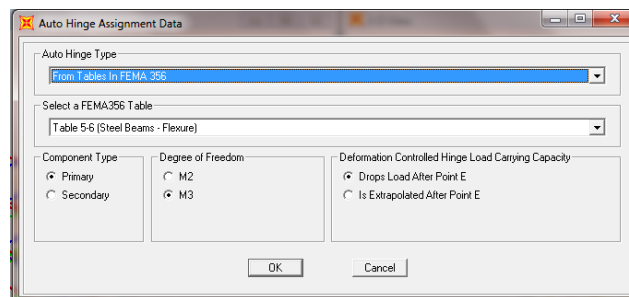 Auto Hinge Assignment Data
Auto Hinge Type
From Tables In FEMA 356
Select a FEMA356 Table
Table 5-6 (Steel Beams - Flexure)
Component Type
Primary
Secondary
Degree of Freedom
M2
M3
Deformation Controlled Hinge Load Carrying Capacity
Drops Load After Point E
Is Extrapolated After Point E
OK
Cancel